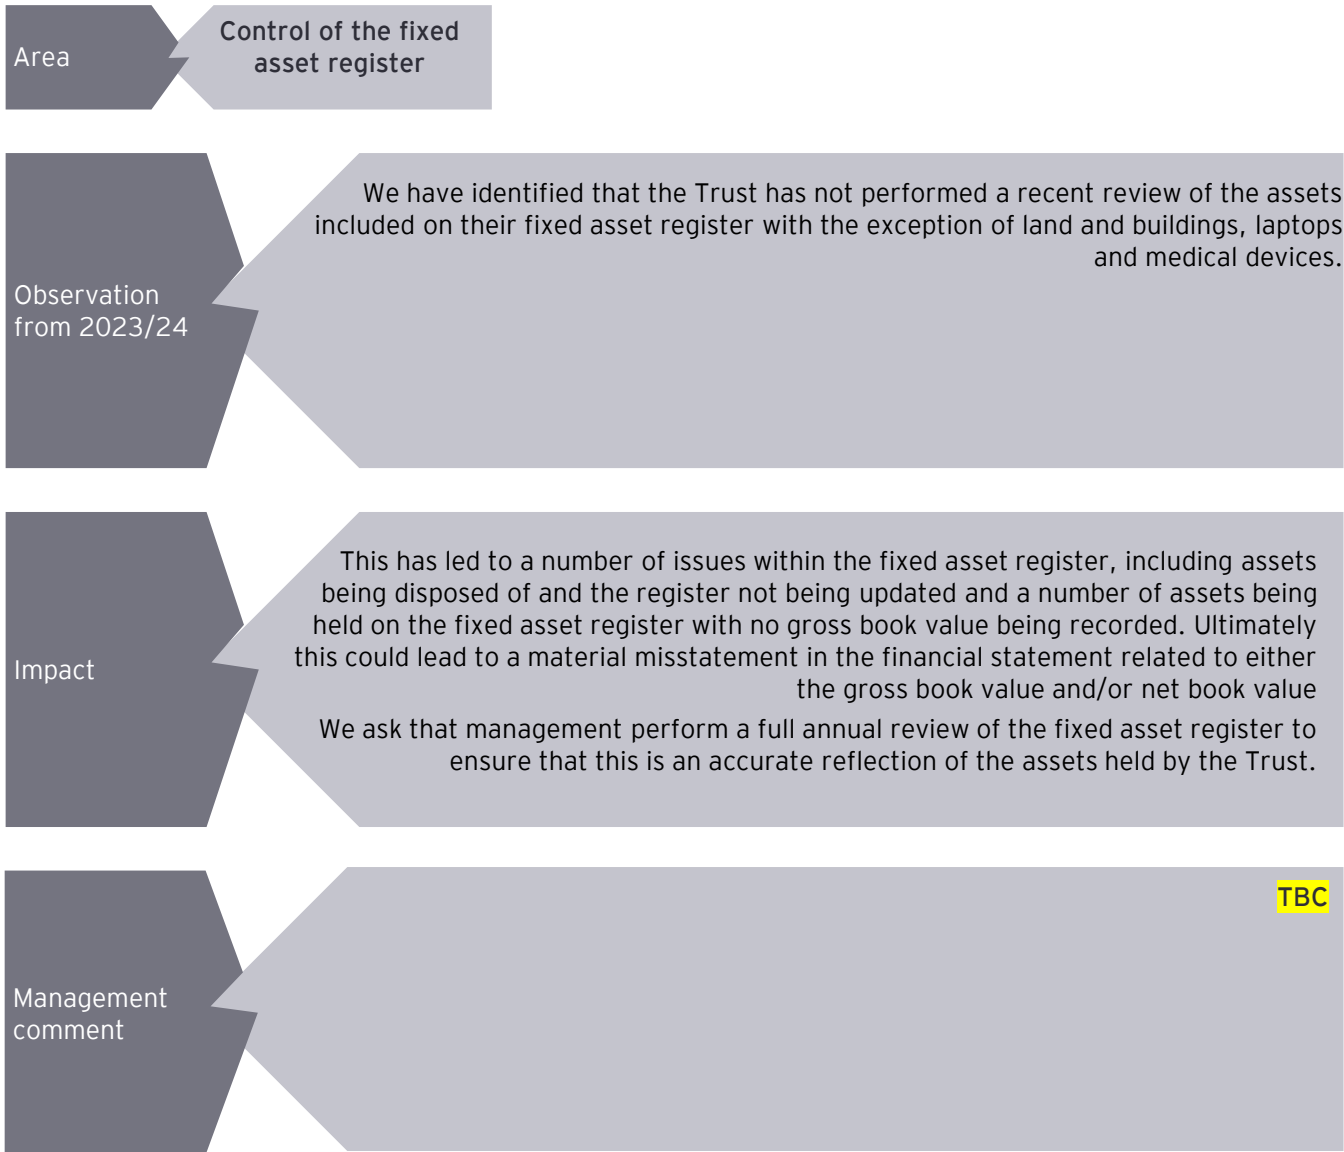 Area
Control of the fixed
asset register
Observation
from 2023/24
We have identified that the Trust has not performed a recent review of the assets
included on their fixed asset register with the exception of land and buildings, laptops
and medical devices.
Impact
This has led to a number of issues within the fixed asset register, including assets
being disposed of and the register not being updated and a number of assets being
held on the fixed asset register with no gross book value being recorded. Ultimately
this could lead to a material misstatement in the financial statement related to either
the gross book value and/or net book value
We ask that management perform a full annual review of the fixed asset register to
ensure that this is an accurate reflection of the assets held by the Trust.
Management
comment
TBC